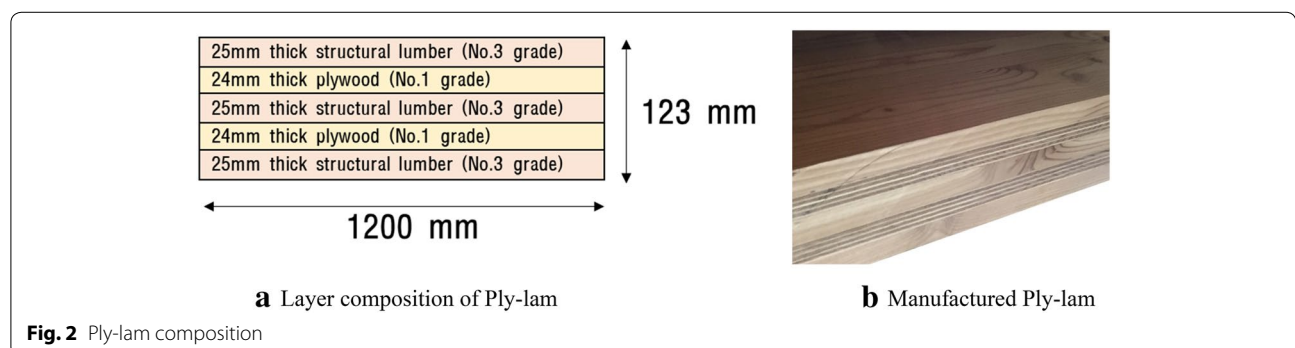 25mm thick structural lumber (No.3 grade)
24mm thick plywood (No.1 grade)
25mm thick structural lumber (No.3 grade)
24mm thick plywood (No.1 grade)
25mm thick structural lumber (No.3 grade)
123 mm
1200 mm
a Layer composition of Ply-lam
b Manufactured Ply-lam
Fig. 2 Ply-lam composition